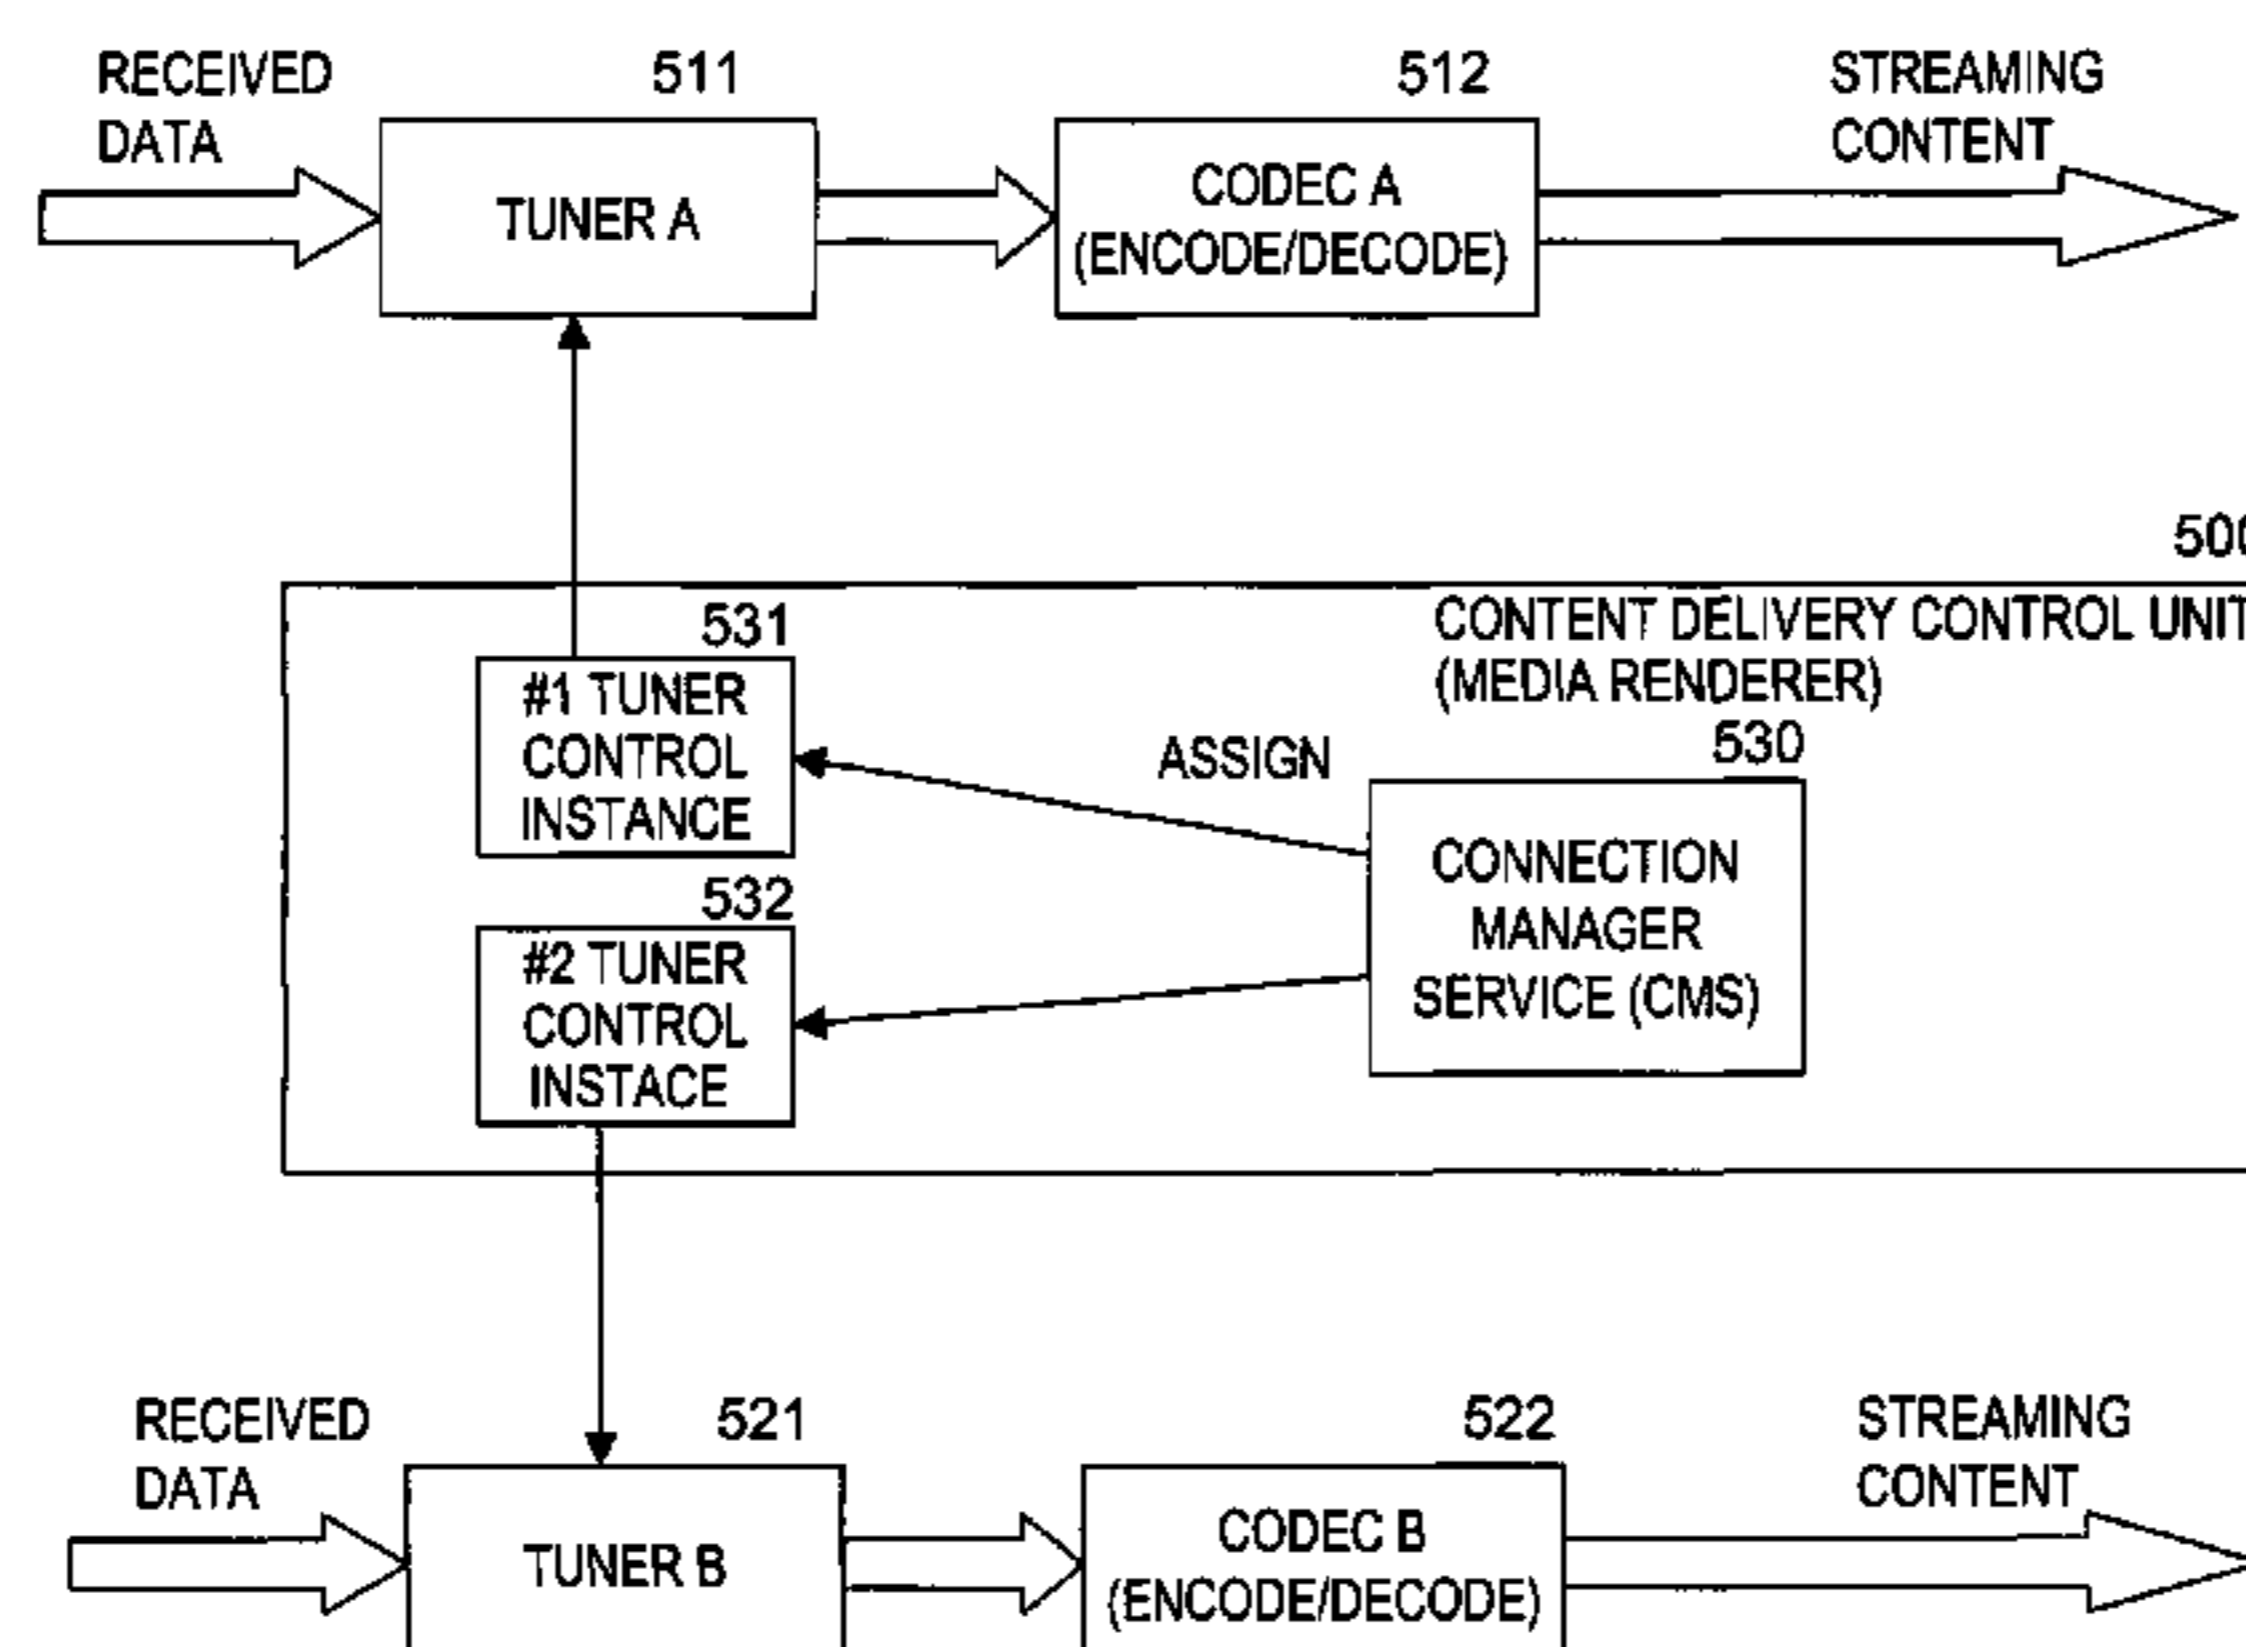 RECEIVED
DATA
511
512
STREAMING
CONTENT
TUNER A
CODEC A
(ENCODE/DECODE)
500
CONTENT DELIVERY CONTROL UNIT
(MEDIA RENDERER)
531
#1 TUNER
CONTROL
INSTANCE
ASSIGN
530
CONNECTION
MANAGER
SERVICE (CMS)
532
#2 TUNER
CONTROL
INSTACE
RECEIVED
DATA
521
522
STREAMING
CONTENT
TUNER B
CODEC B
(ENCODE/DECODE)